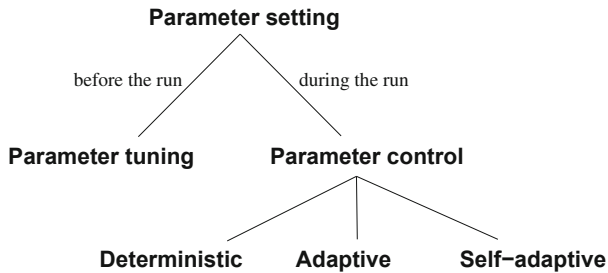 Parameter setting
before the run
during the run
Parameter tuning
Parameter control
Deterministic
Adaptive
Self−adaptive